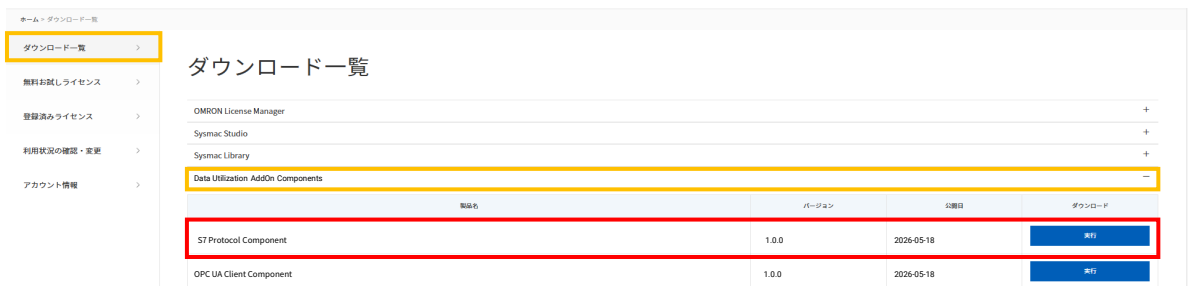 ホーム > ダウンロード一覧
ダウンロード一覧
無料お試しライセンス
登録済みライセンス
利用状況の確認・変更
アカウント情報
ダウンロード一覧
OMRON License Manager
Sysmac Studio
Sysmac Library
Data Utilization AddOn Components
製品名 バージョン 公開日 ダウンロード
S7 Protocol Component 1.0.0 2026-05-18 実行
OPC UA Client Component 1.0.0 2026-05-18 実行